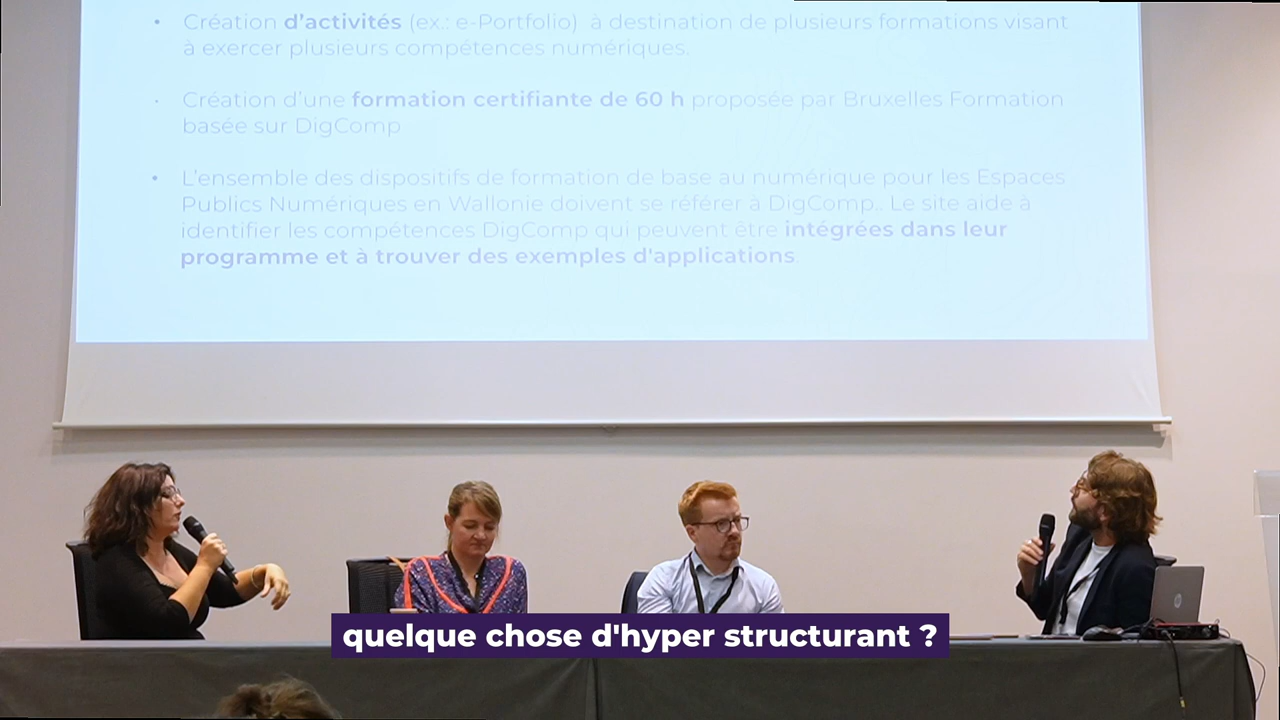 • Création d'activités (ex.: e-Portfolio) à destination de plusieurs formations visant
à exercer plusieurs compétences numériques.
• Création d'une formation certifiante de 60 h proposée par Bruxelles Formation
basée sur DigComp
• L'ensemble des dispositifs de formation de base au numérique pour les Espaces
Publics Numériques en Wallonie doivent se référer à DigComp.. Le site aide à
identifier les compétences DigComp qui peuvent être intégrées dans leur
programme et à trouver des exemples d'applications
quelque chose d'hyper structurant ?